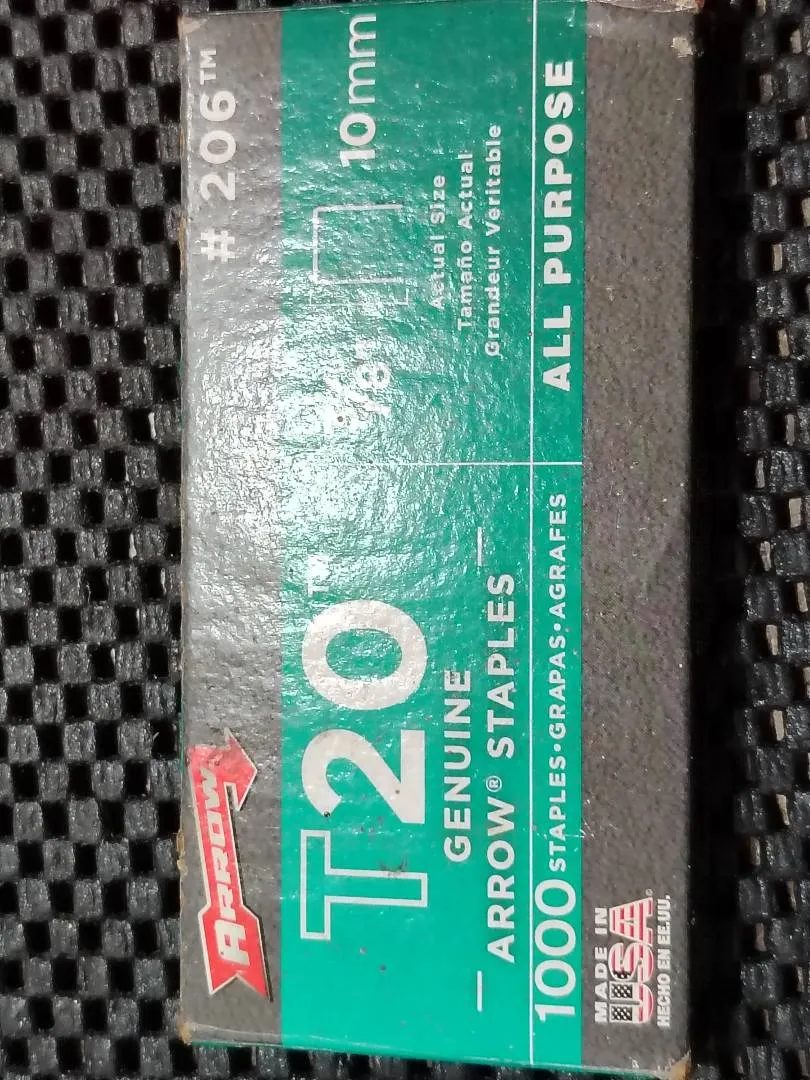 ARROW
# 206™
T20™
GENUINE
ARROW® STAPLES
10mm
Actual Size
Tamaño Actual
Grandeur Veritable
1000 STAPLES•GRAPAS•AGRAFES
ALL PURPOSE
MADE IN
USA
HECHO EN EE.UU.